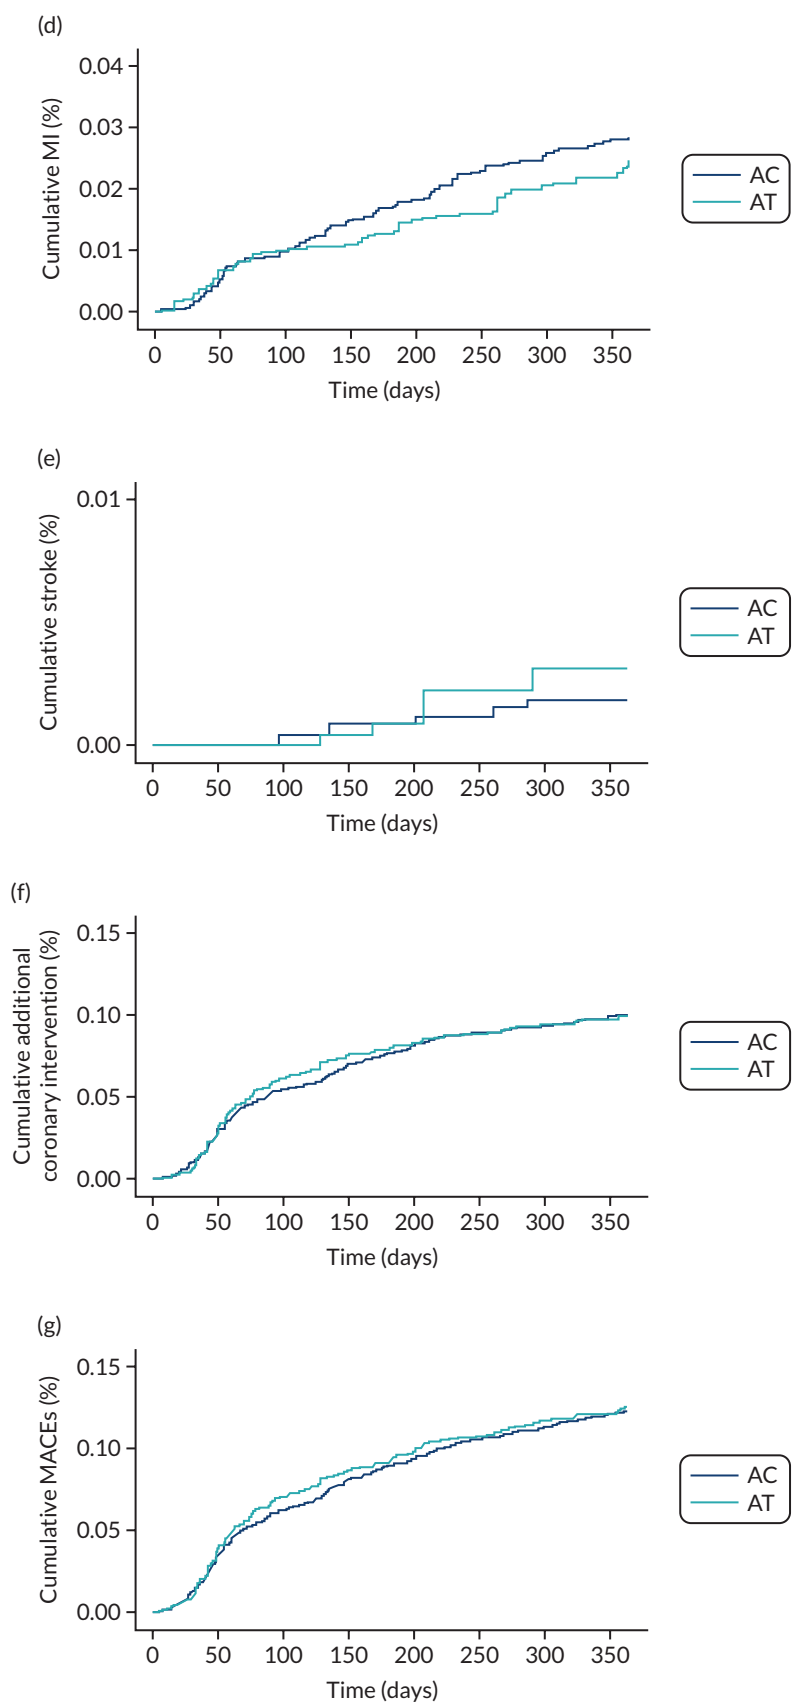 (d)
Cumulative MI (%)
0.04
0.03
0.02
0.01
0.00
0 50 100 150 200 250 300 350
Time (days)
AC
AT
(e)
Cumulative stroke (%)
0.01
0.00
0 50 100 150 200 250 300 350
Time (days)
AC
AT
(f)
Cumulative additional
coronary intervention (%)
0.15
0.10
0.05
0.00
0 50 100 150 200 250 300 350
Time (days)
AC
AT
(g)
Cumulative MACEs (%)
0.15
0.10
0.05
0.00
0 50 100 150 200 250 300 350
Time (days)
AC
AT